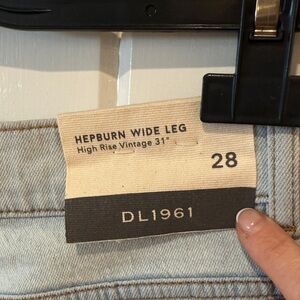 HEPBURN WIDE LEG
High Rise Vintage 31"
28
DL1961